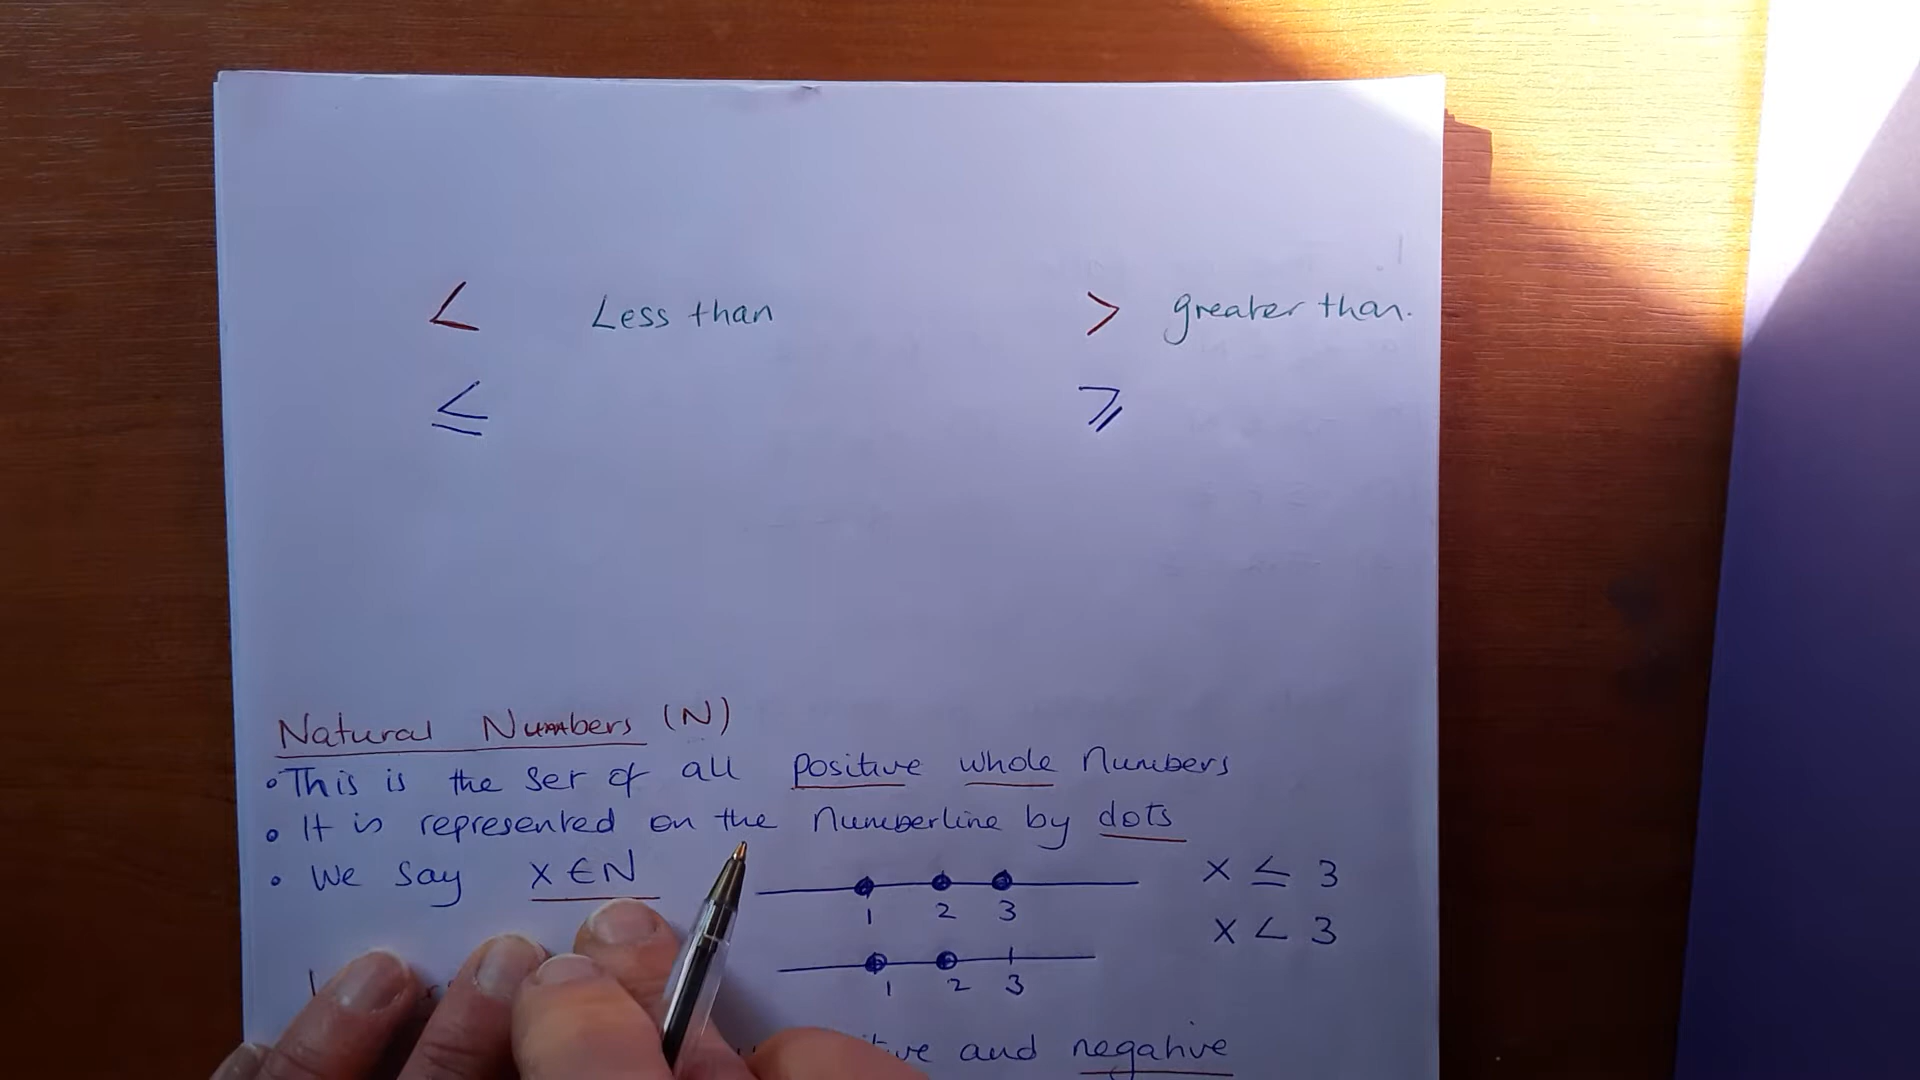 < Less than > greater than.
≤ ⩾
Natural Numbers (N)
• This is the set of all positive whole numbers
• It is represented on the numberline by dots
• We say x ∈ N
1 2 3 x ≤ 3
x < 3
1 2 3
and negative